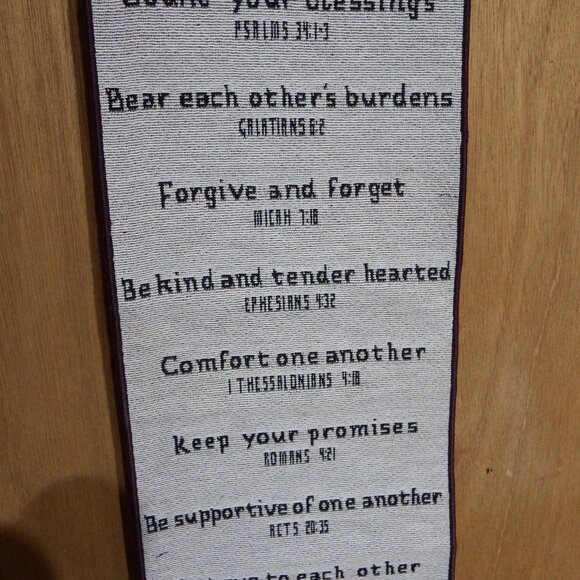 Count your blessings
PSALMS 34:1-3
Bear each other's burdens
GALATIANS 6:2
Forgive and forget
MICAH 7:18
Be kind and tender hearted
EPHESIANS 4:32
Comfort one another
1 THESSALONIANS 4:18
Keep your promises
ROMANS 4:21
Be supportive of one another
ACTS 20:35
to each other